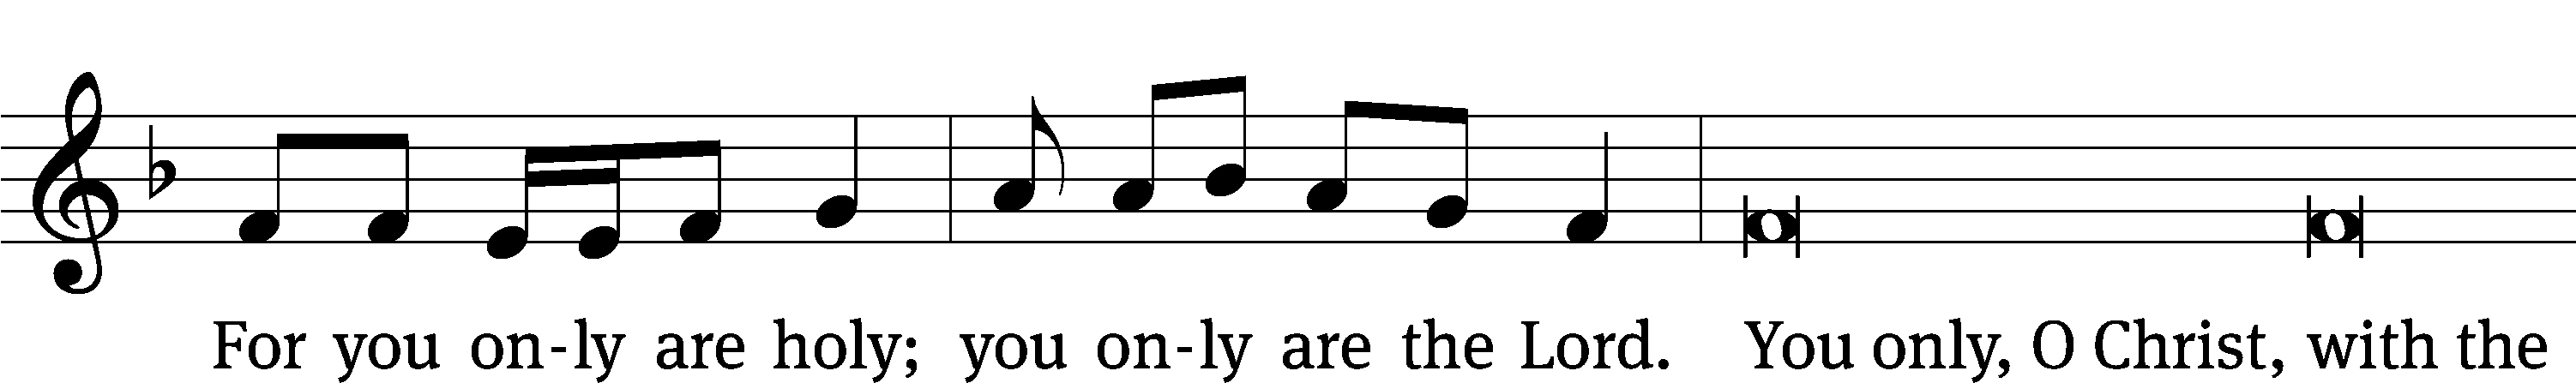 For you on-ly are holy; you on-ly are the Lord. You only, O Christ, with the